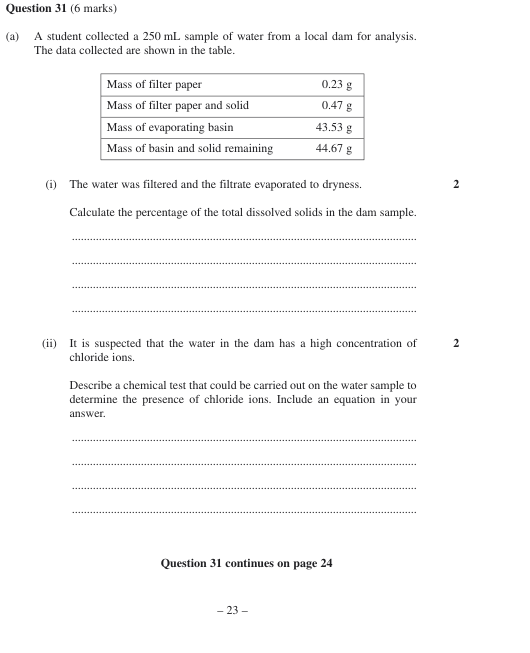 Question 31 (6 marks)
(a) A student collected a 250 mL sample of water from a local dam for analysis.
The data collected are shown in the table.
Mass of filter paper 0.23 g
Mass of filter paper and solid 0.47 g
Mass of evaporating basin 43.53 g
Mass of basin and solid remaining 44.67 g
(i) The water was filtered and the filtrate evaporated to dryness. 2
Calculate the percentage of the total dissolved solids in the dam sample.
(ii) It is suspected that the water in the dam has a high concentration of 2
chloride ions.
Describe a chemical test that could be carried out on the water sample to
determine the presence of chloride ions. Include an equation in your
answer.
Question 31 continues on page 24
– 23 –